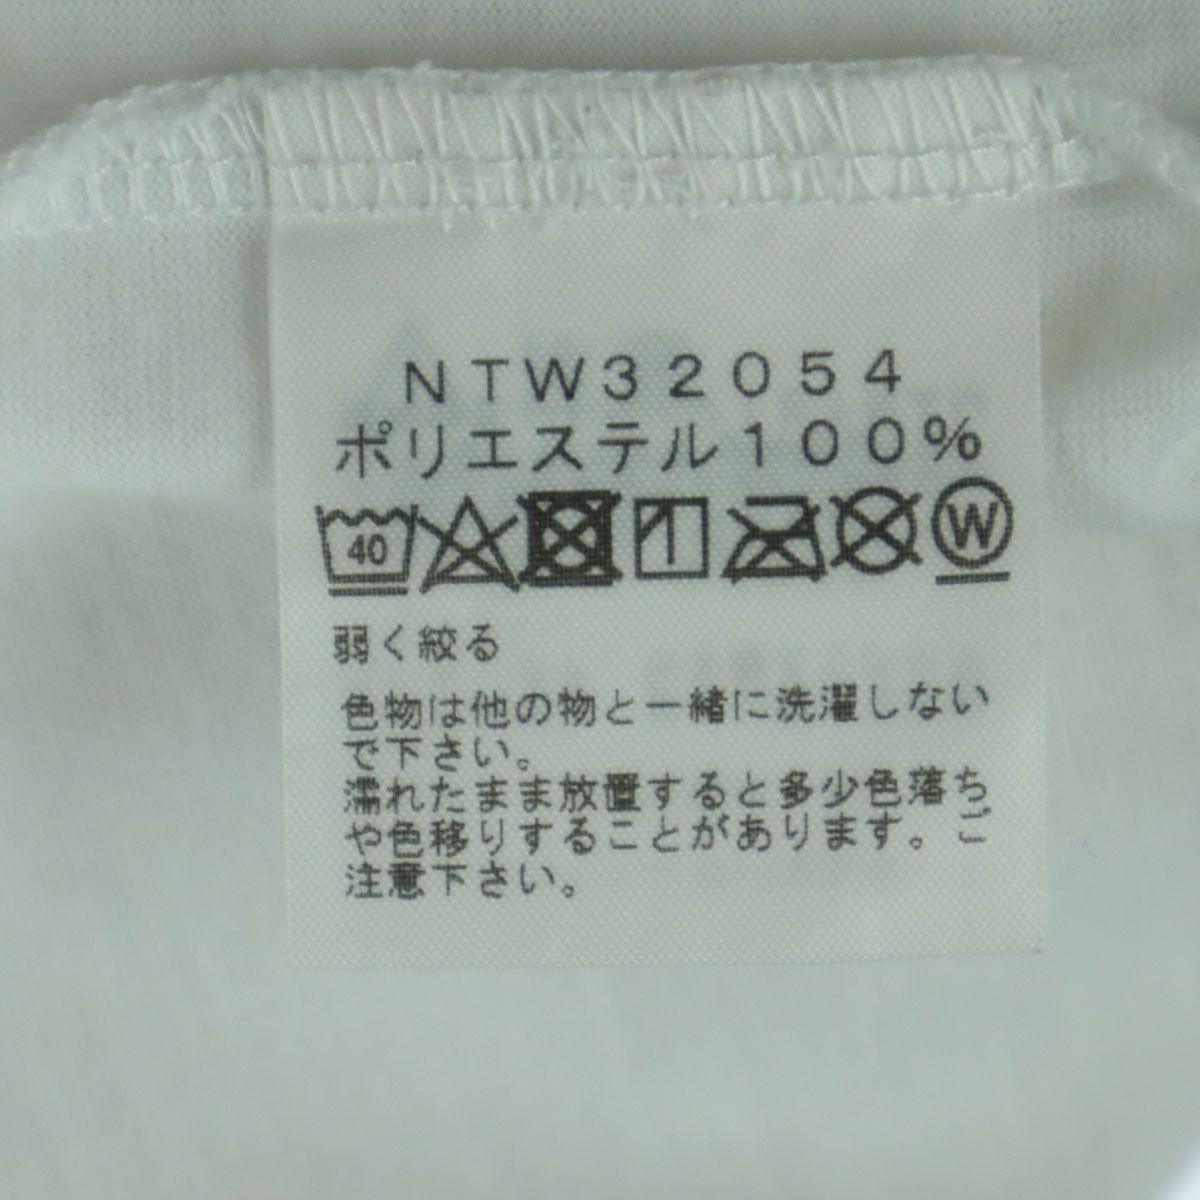 NTW32054
ポリエステル100%
40 W
弱く絞る
色物は他の物と一緒に洗濯しない
で下さい。
濡れたまま放置すると多少色落ち
や色移りすることがあります。ご
注意下さい。